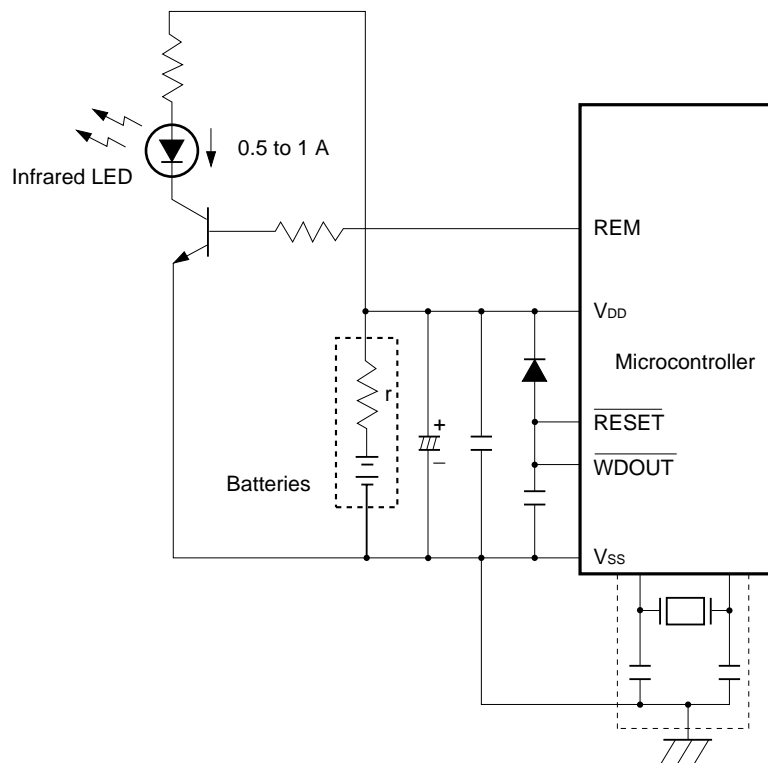 0.5 to 1 A
Infrared LED
REM
VDD
Microcontroller
r
+
RESET
WDOUT
Batteries
–
VSS